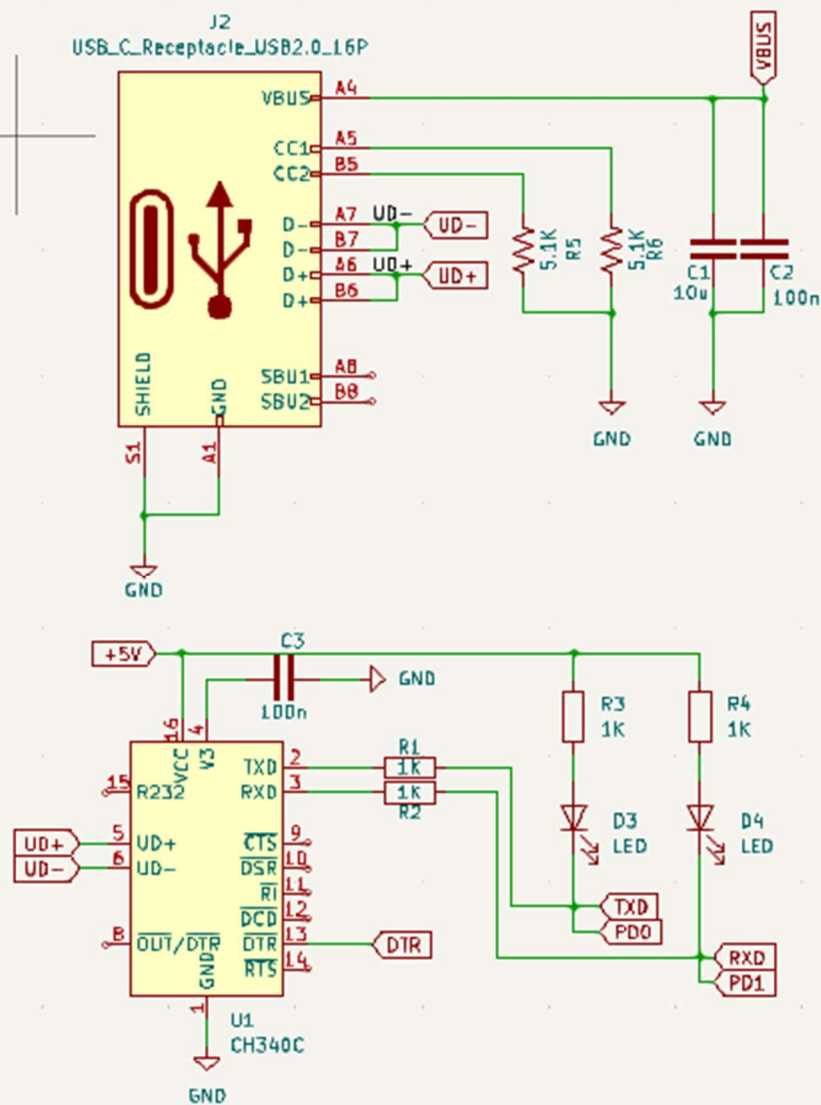 J2
USB_C_Receptacle_USB2.0_16P
VBUS
VBUS A4
CC1 A5
CC2 B5
D- A7 UD- UD-
D- B7
D+ A6 UD+ UD+
D+ B6
5.1K R5
5.1K R6
C1
10u
C2
100n
SBU1 A8
SBU2 B8
SHIELD
GND
S1
A1
GND
GND
GND
+5V
C3
100n
GND
16
4
VCC
V3
R3
1K
R4
1K
TXD 2
RXD 3
R1
1K
1K
R2
15 R232
UD+ 5 UD+
UD- 6 UD-
CTS 9
DSR 10
RI 11
DCD 12
8 OUT/DTR
DTR 13 DTR
RTS 14
GND
1
D3
LED
D4
LED
TXD
PD0
RXD
PD1
U1
CH340C
GND